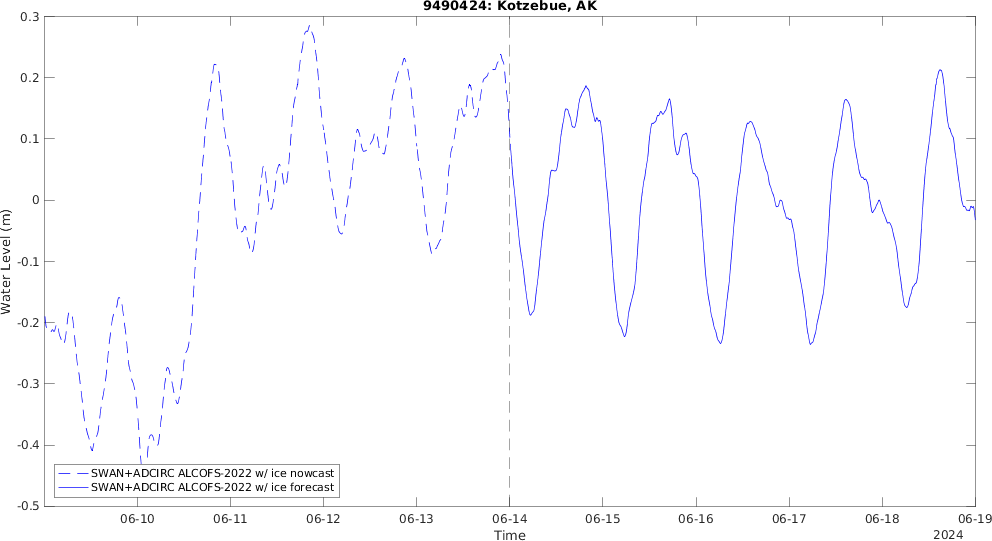 9490424: Kotzebue, AK
0.3
0.2
0.1
0
-0.1
-0.2
-0.3
-0.4
-0.5
Water Level (m)
SWAN+ADCIRC ALCOFS-2022 w/ ice nowcast
SWAN+ADCIRC ALCOFS-2022 w/ ice forecast
06-10 06-11 06-12 06-13 06-14 06-15 06-16 06-17 06-18 06-19
Time
2024